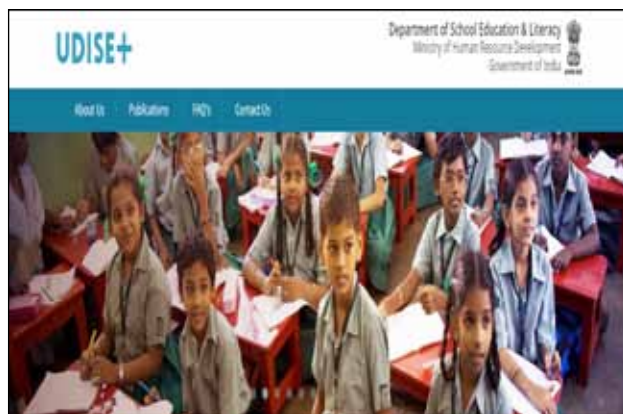 UDISE+
Department of School Education & Literacy
Ministry of Human Resource Development
Government of India
About Us
Publications
FAQ's
Contact Us